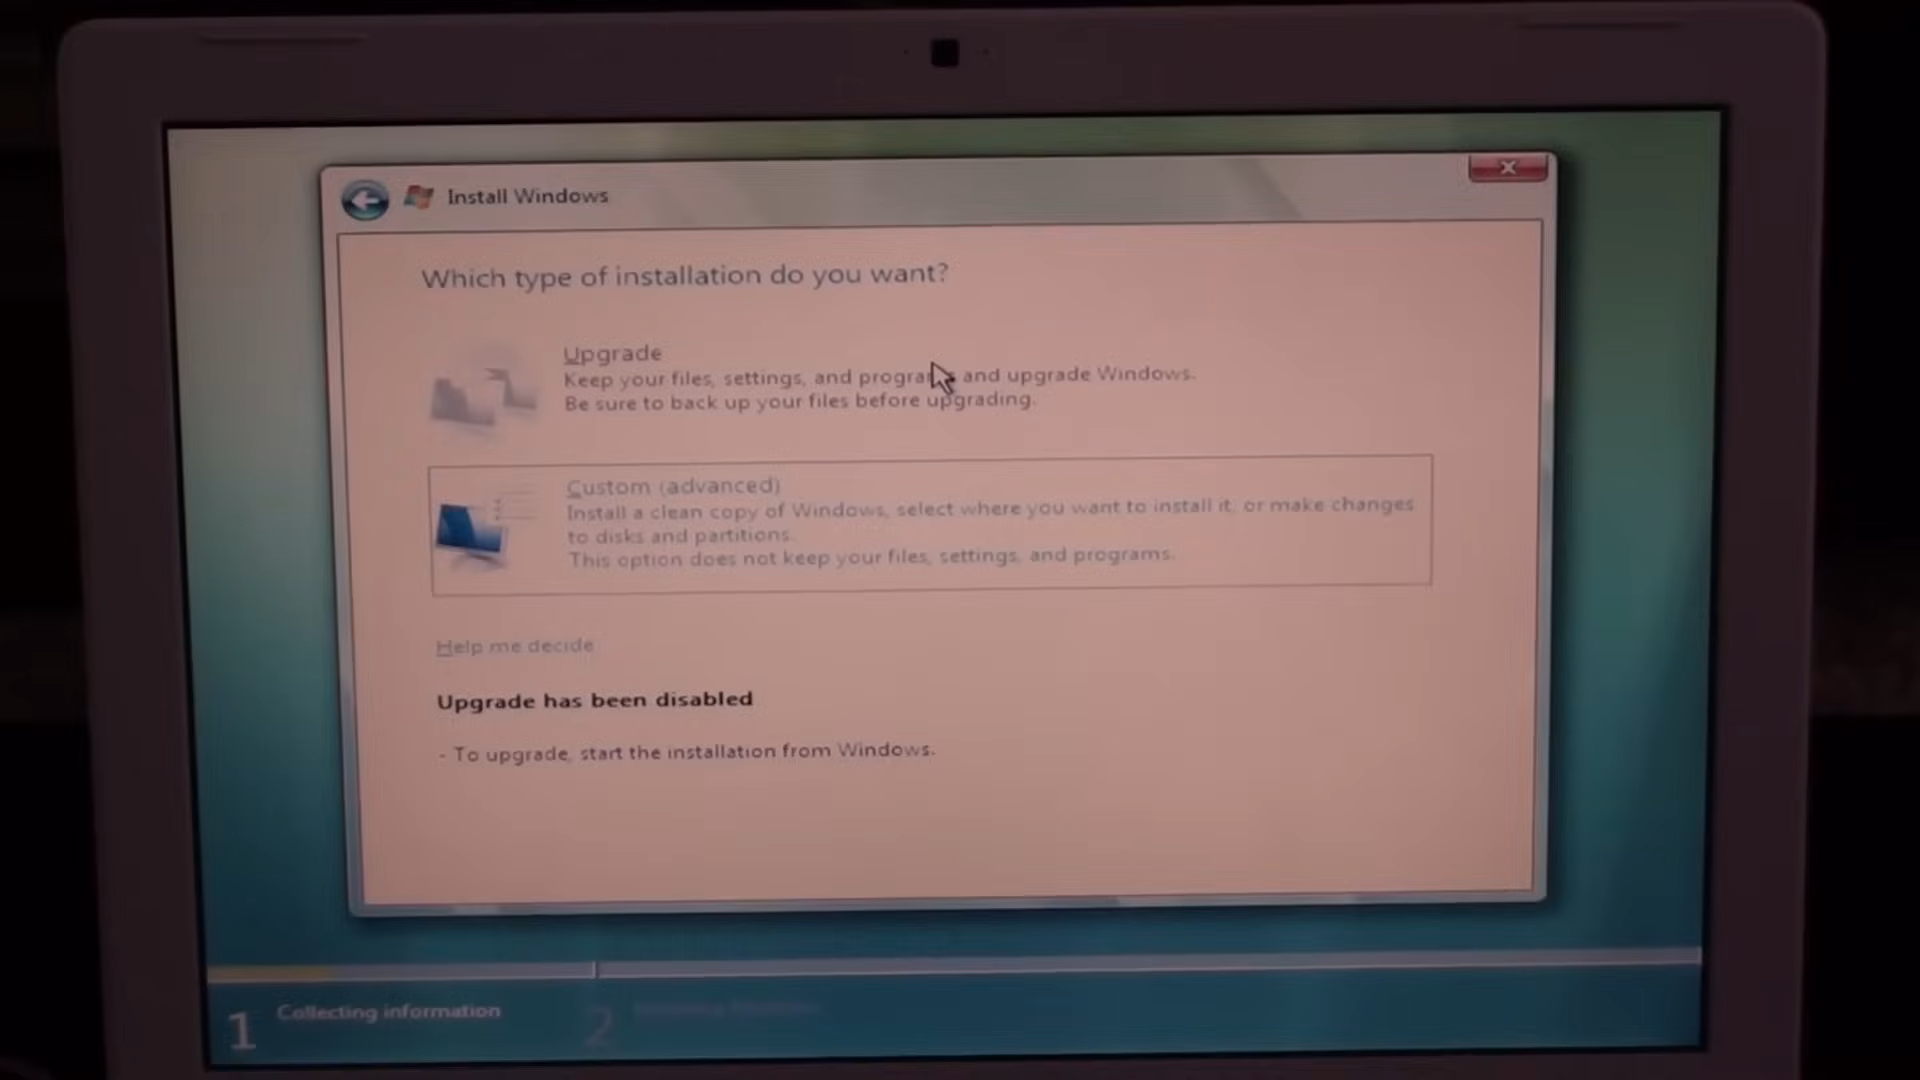 Install Windows
Which type of installation do you want?
Upgrade
Keep your files, settings, and programs and upgrade Windows.
Be sure to back up your files before upgrading.
Custom (advanced)
Install a clean copy of Windows, select where you want to install it, or make changes
to disks and partitions.
This option does not keep your files, settings, and programs.
Help me decide
Upgrade has been disabled
- To upgrade, start the installation from Windows.
1 Collecting information
2